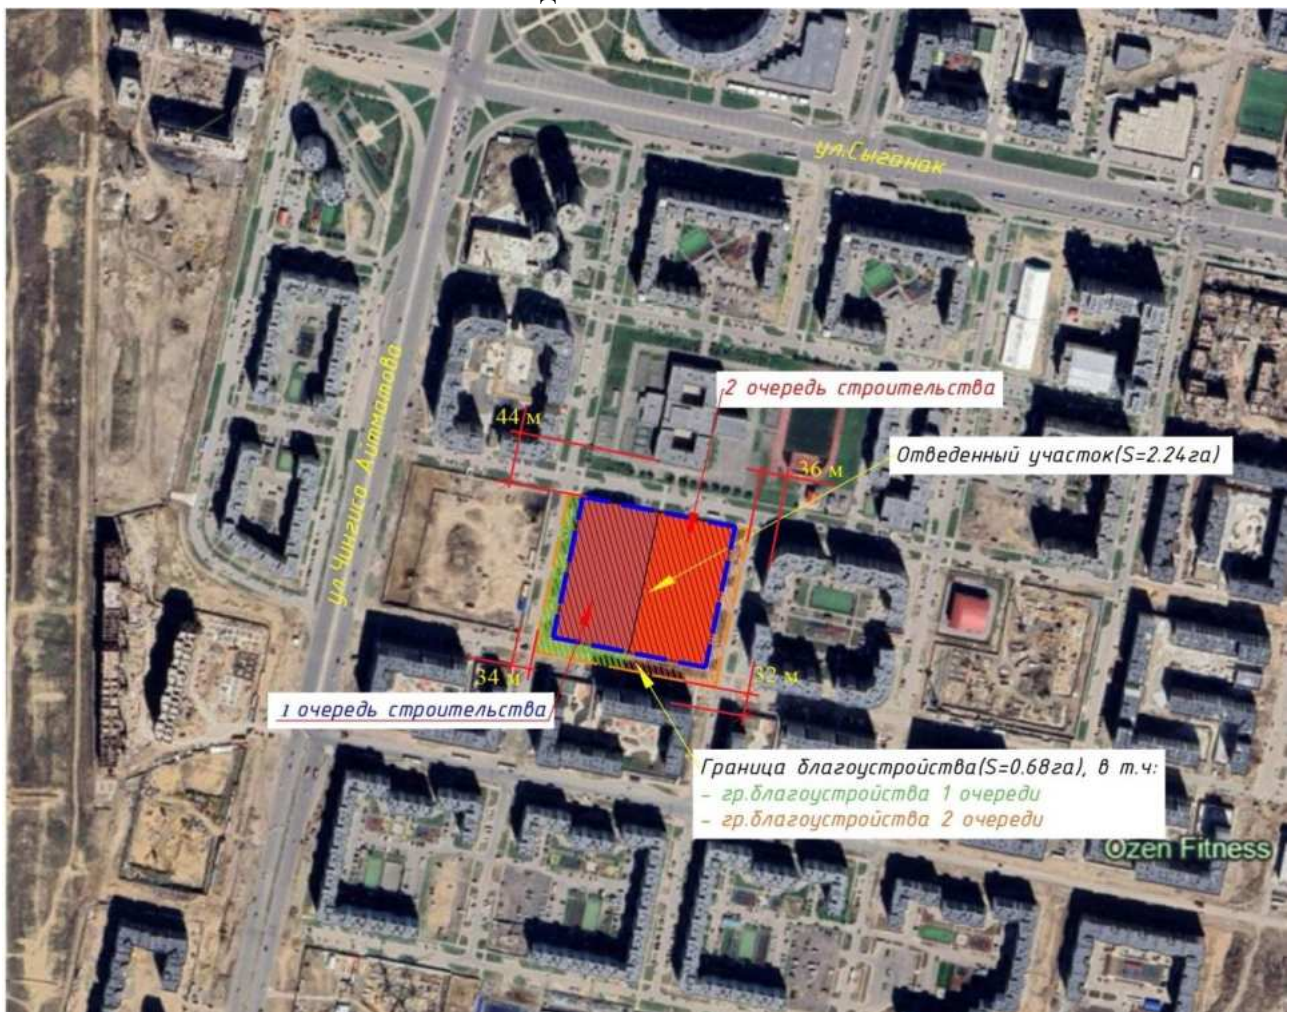 ул.Сыганак
ул.Чингиса Айтматова
2 очередь строительства
44 м
Отведенный участок(S=2.24га)
36 м
34 м
32 м
1 очередь строительства
Граница благоустройства(S=0.68га), в т.ч:
- гр.благоустройства 1 очереди
- гр.благоустройства 2 очереди
Ozen Fitness